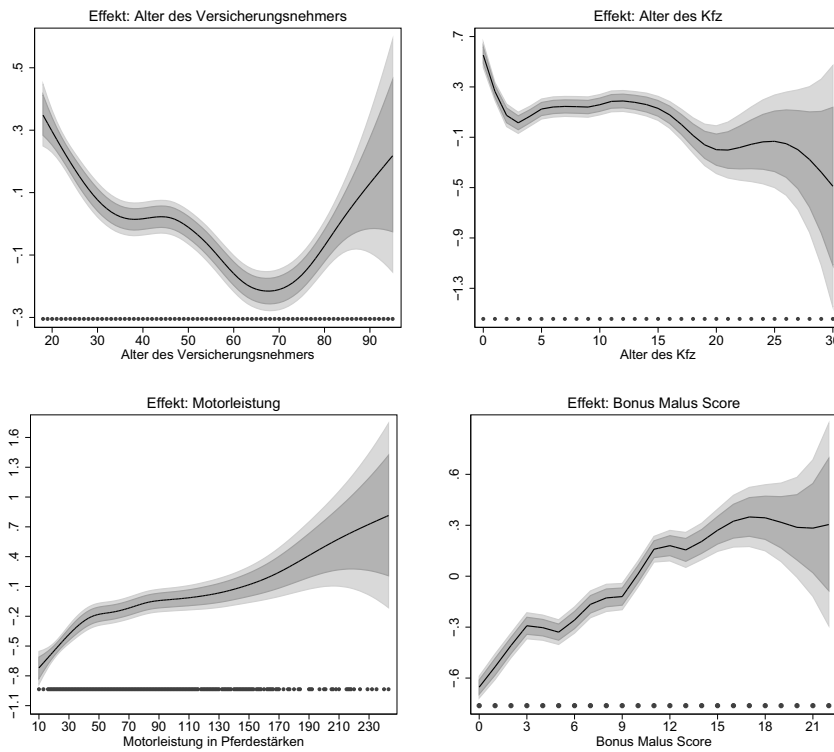 Effekt: Alter des Versicherungsnehmers
.5
.3
.1
-.1
-.3
20 30 40 50 60 70 80 90
Alter des Versicherungsnehmers
Effekt: Alter des Kfz
.7
.3
-.1
-.5
-.9
-1.3
0 5 10 15 20 25 30
Alter des Kfz
Effekt: Motorleistung
1.6
1.3
1
.7
.4
.1
-.2
-.5
-.8
-1.1
10 30 50 70 90 110 130 150 170 190 210 230
Motorleistung in Pferdestärken
Effekt: Bonus Malus Score
.6
.3
0
-.3
-.6
0 3 6 9 12 15 18 21
Bonus Malus Score